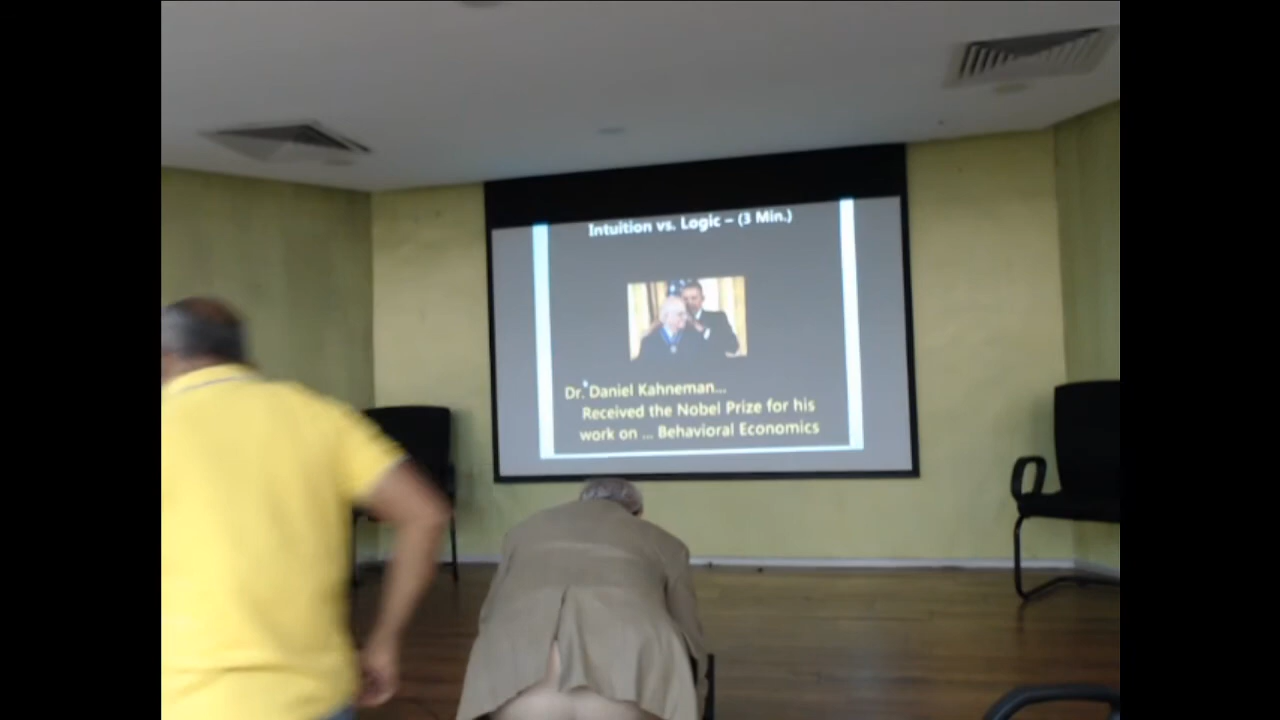 Intuition vs. Logic – (3 Min.)
Dr. Daniel Kahneman...
Received the Nobel Prize for his
work on ... Behavioral Economics